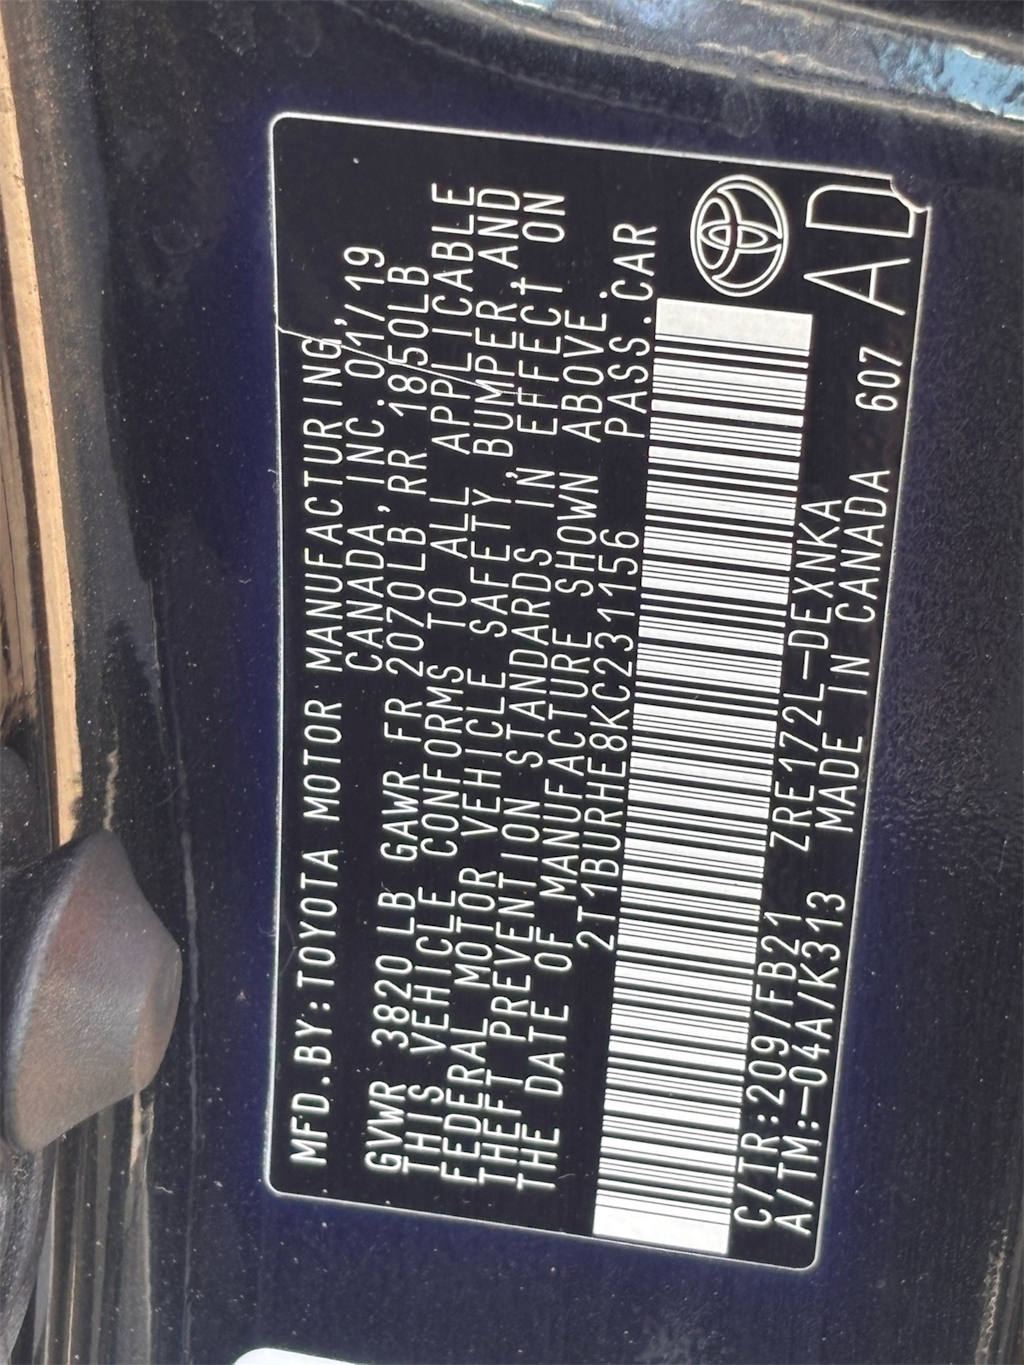 MFD.BY:TOYOTA MOTOR MANUFACTURING,
CANADA, INC. 01/19
GVWR 3820 LB GAWR FR 2070LB, RR 1850LB
THIS VEHICLE CONFORMS TO ALL APPLICABLE
FEDERAL MOTOR VEHICLE SAFETY, BUMPER, AND
THEFT PREVENTION STANDARDS IN EFFECT ON
THE DATE OF MANUFACTURE SHOWN ABOVE.
2T1BURHE8KC231156 PASS.CAR
C/TR:209/FB21 ZRE172L-DEXNKA
A/TM:-04A/K313 MADE IN CANADA 607 AD